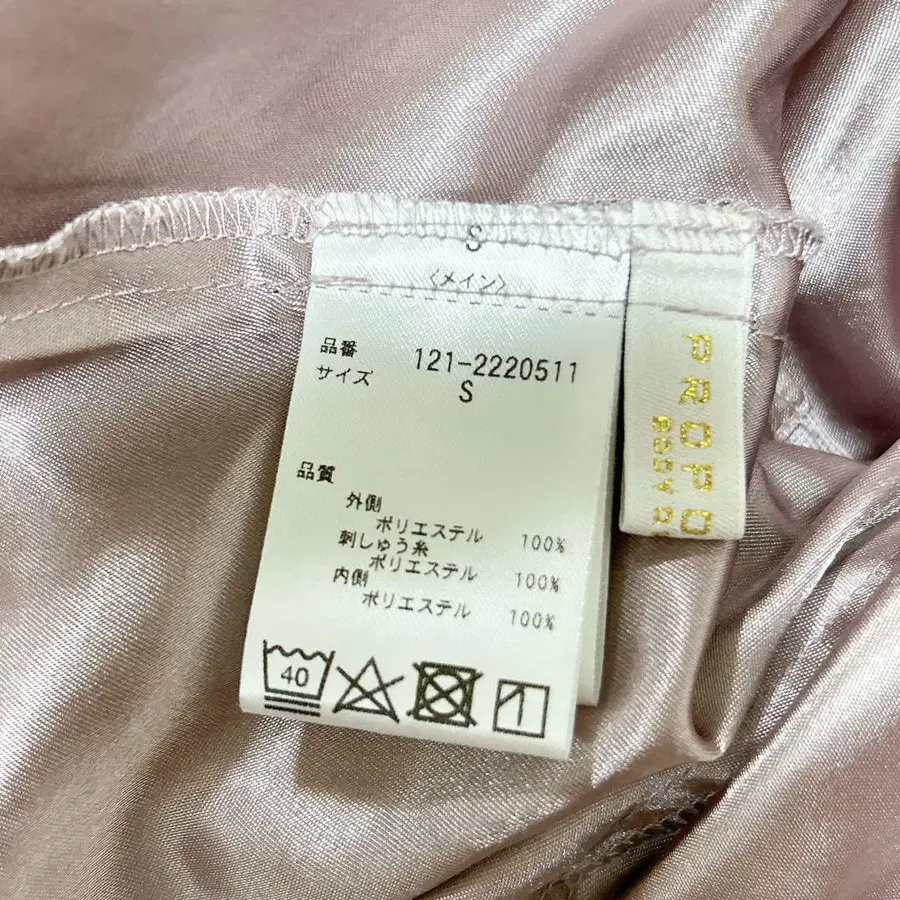 S
〈メイン〉
品番 121-2220511
サイズ S
品質
外側
ポリエステル 100%
刺しゅう糸
ポリエステル 100%
内側
ポリエステル 100%
40
PROPO
BODY D